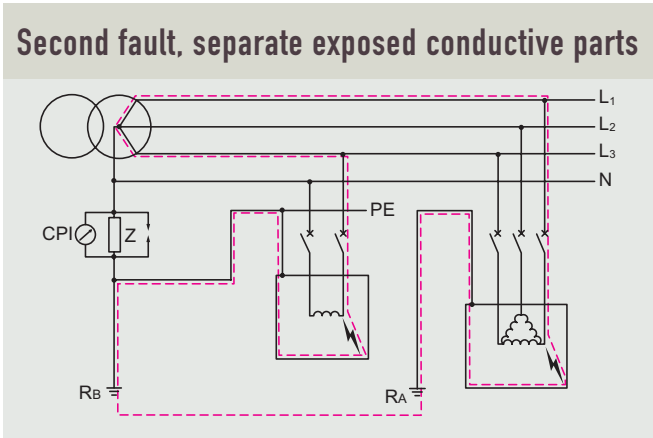 Second fault, separate exposed conductive parts
L1
L2
L3
N
PE
CPI
Z
RB
RA